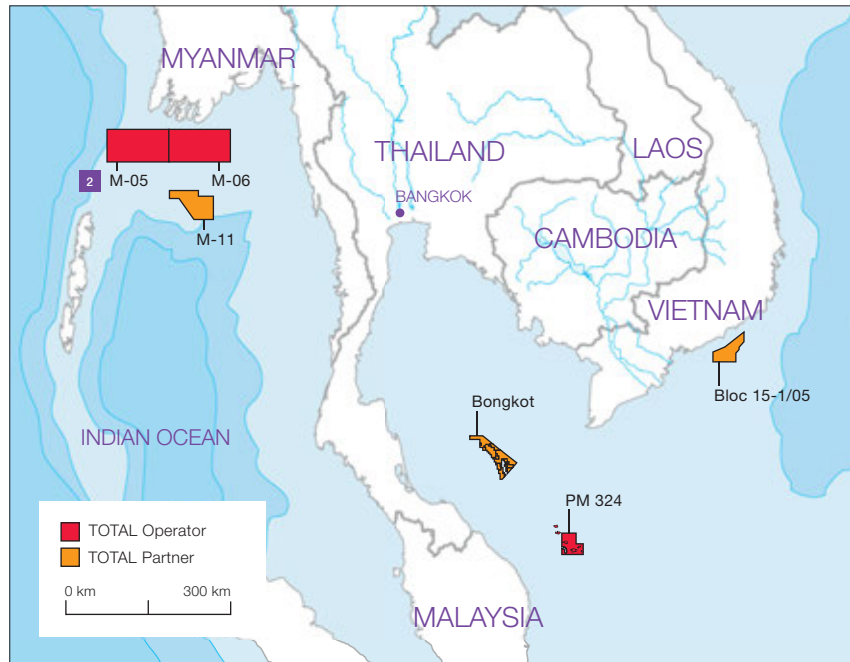 MYANMAR
THAILAND
LAOS
2
M-05
M-06
BANGKOK
M-11
CAMBODIA
VIETNAM
Bloc 15-1/05
Bongkot
INDIAN OCEAN
PM 324
TOTAL Operator
TOTAL Partner
0 km
300 km
MALAYSIA